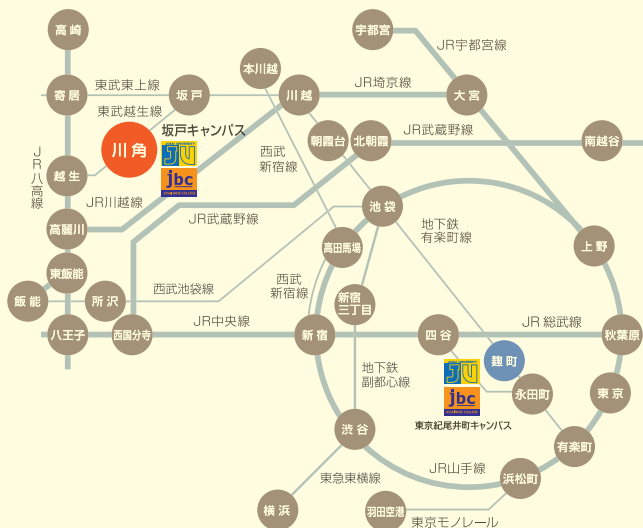 高崎
宇都宮
JR宇都宮線
本川越
東武東上線
寄居
坂戸
川越
JR埼京線
大宮
東武越生線
坂戸キャンパス
川角
JU
jbc
朝霞台
北朝霞
JR武蔵野線
南越谷
西武
新宿線
JR八高線
越生
JR川越線
JR武蔵野線
池袋
地下鉄
有楽町線
高麗川
高田馬場
上野
東飯能
西武
新宿線
飯能
所沢
西武池袋線
新宿
三丁目
八王子
西国分寺
JR中央線
新宿
四谷
JR総武線
秋葉原
麹町
JU
jbc
地下鉄
副都心線
永田町
東京
東京紀尾井町キャンパス
渋谷
有楽町
JR山手線
東急東横線
浜松町
横浜
羽田空港
東京モノレール